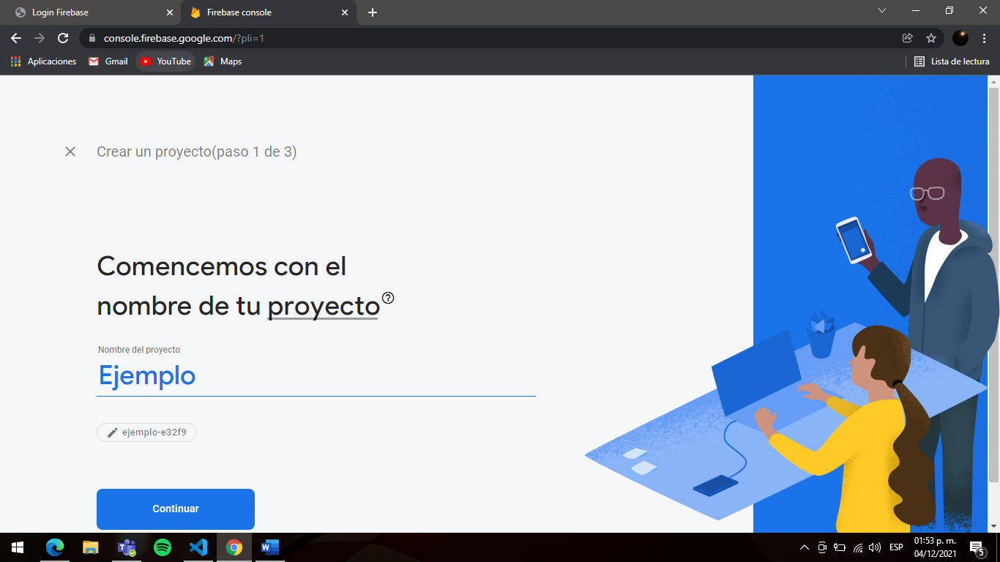 Login Firebase
Firebase console
console.firebase.google.com/?pli=1
Aplicaciones
Gmail
YouTube
Maps
Lista de lectura
Crear un proyecto(paso 1 de 3)
Comencemos con el
nombre de tu proyecto
Nombre del proyecto
Ejemplo
ejemplo-e32f9
Continuar
ESP
01:53 p. m.
04/12/2021
5